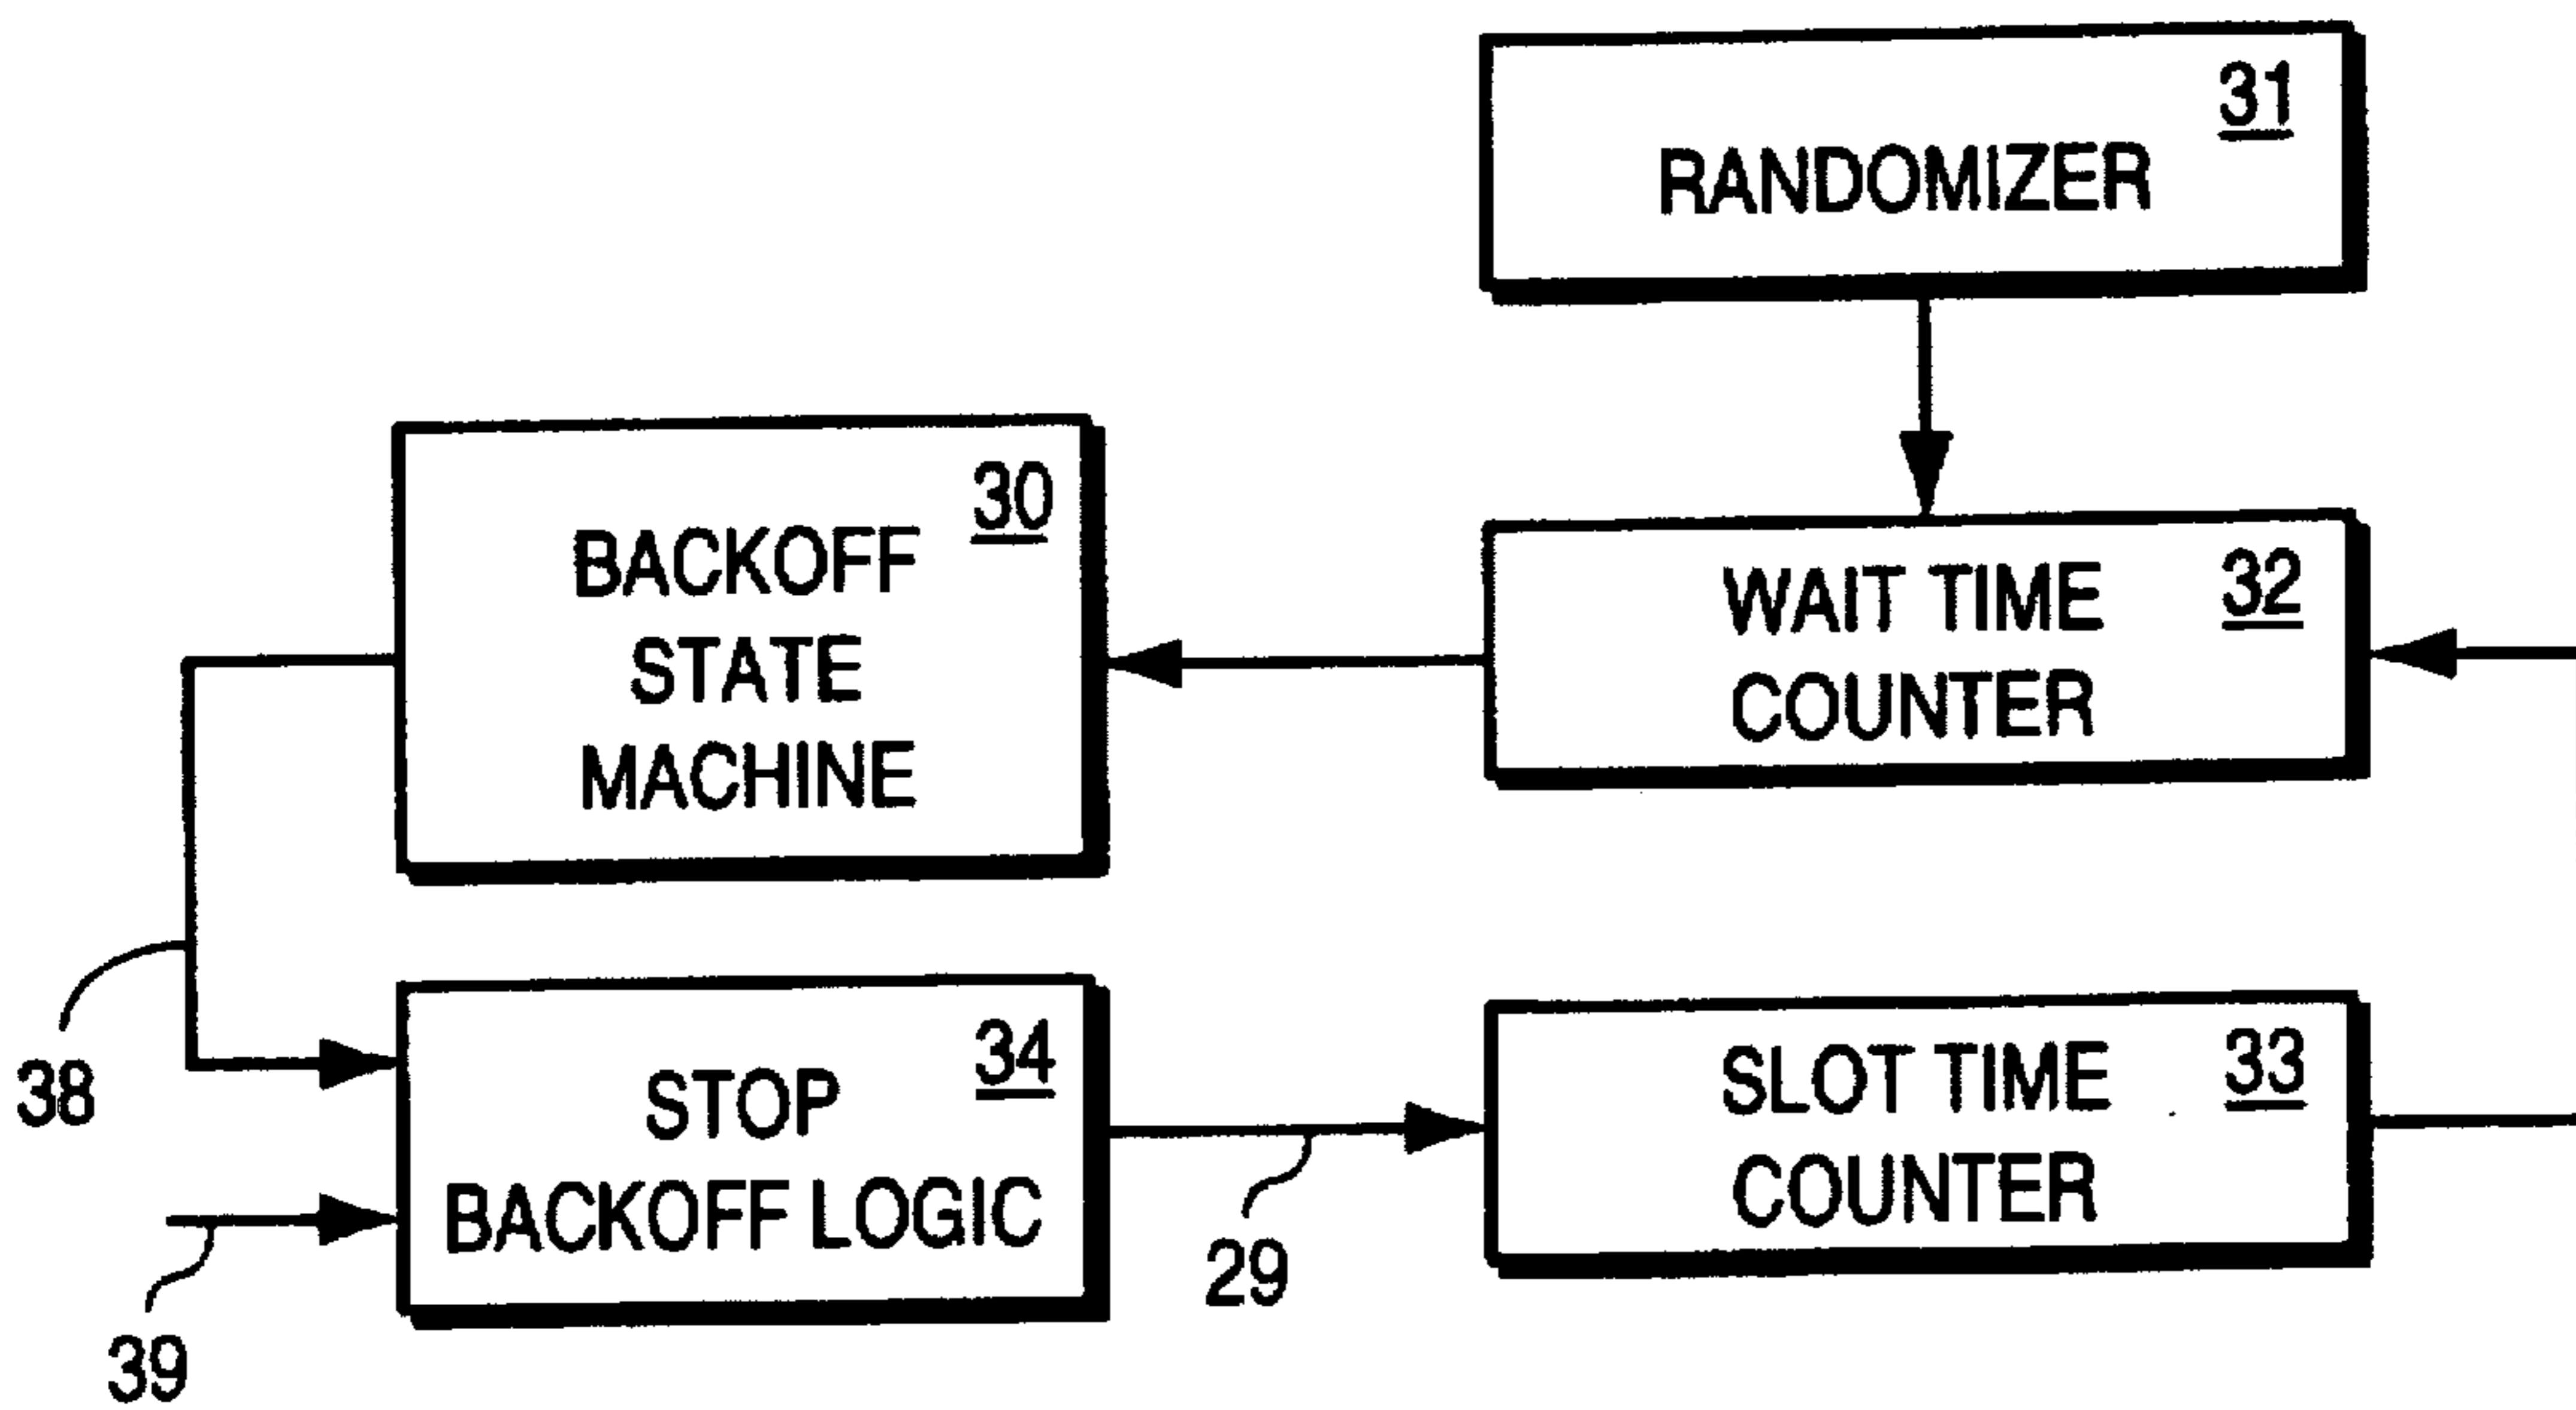 31
RANDOMIZER
30
BACKOFF
STATE
MACHINE
32
WAIT TIME
COUNTER
38
34
STOP
BACKOFF LOGIC
39
29
33
SLOT TIME
COUNTER